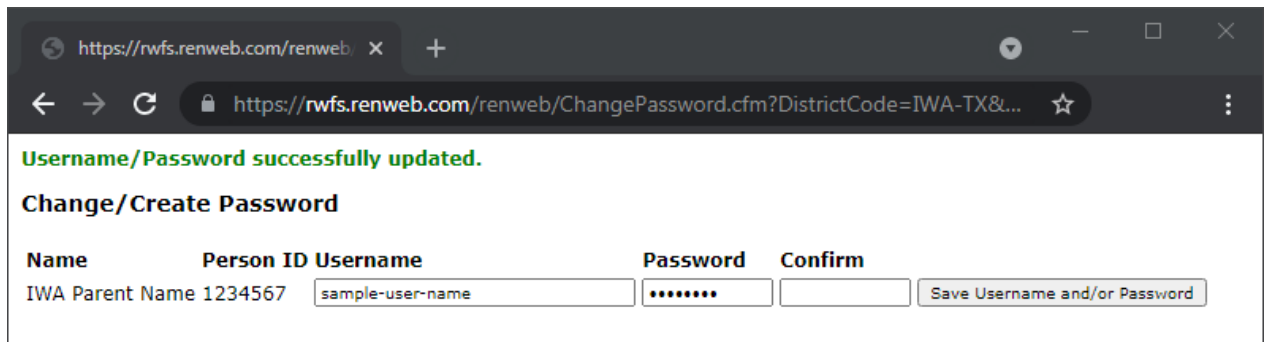 https://rwfs.renweb.com/renweb/
https://rwfs.renweb.com/renweb/ChangePassword.cfm?DistrictCode=IWA-TX&...
Username/Password successfully updated.
Change/Create Password
Name Person ID Username Password Confirm
IWA Parent Name 1234567 sample-user-name •••••••• Save Username and/or Password